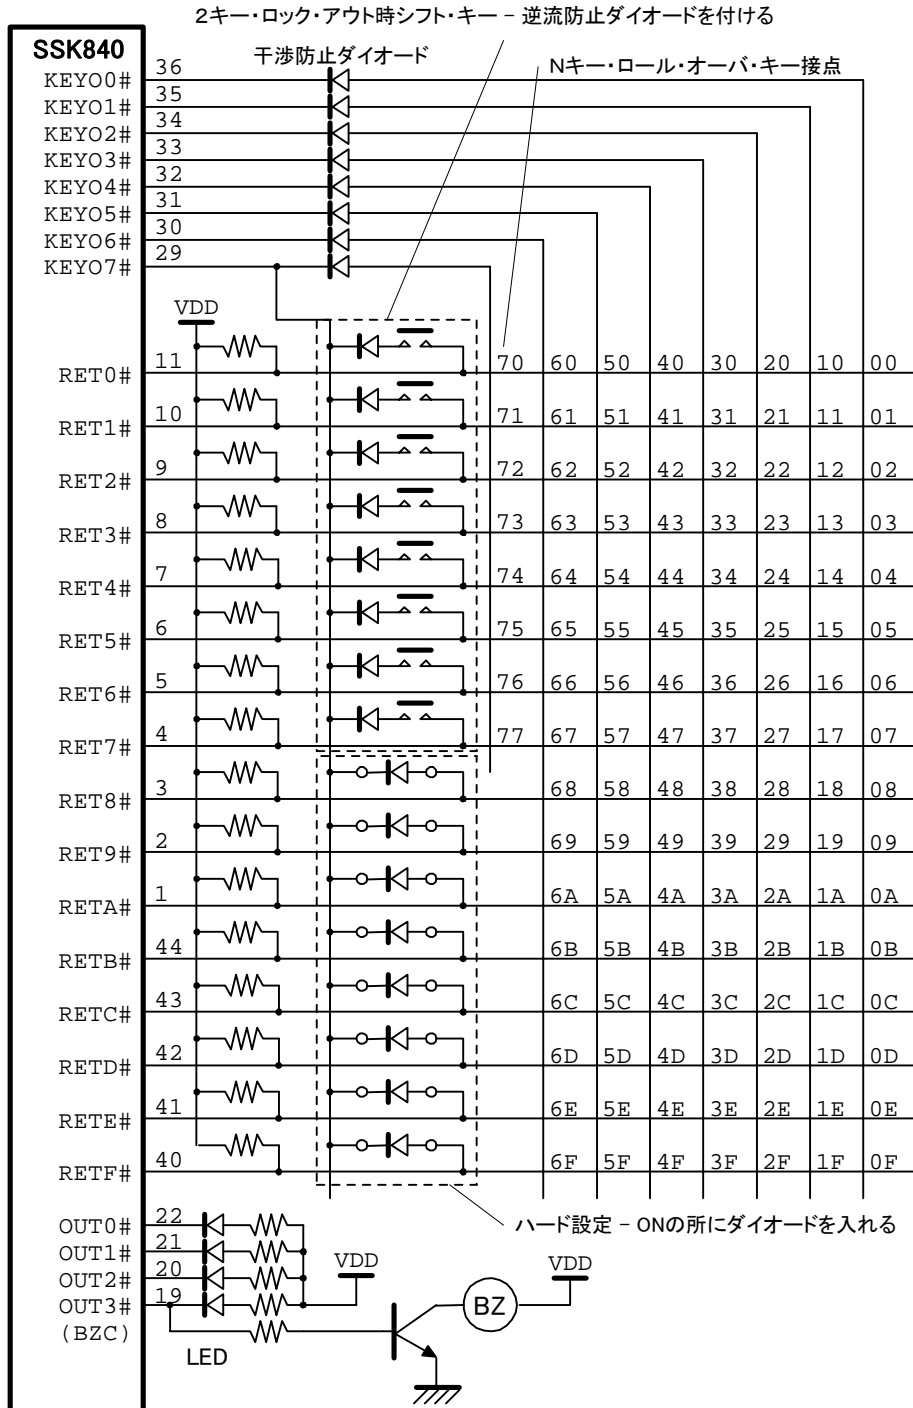 2キー・ロック・アウト時シフト・キー － 逆流防止ダイオードを付ける
SSK840
干渉防止ダイオード
Nキー・ロール・オーバ・キー接点
KEYO0# 36
KEYO1# 35
KEYO2# 34
KEYO3# 33
KEYO4# 32
KEYO5# 31
KEYO6# 30
KEYO7# 29
VDD
RET0# 11 70 60 50 40 30 20 10 00
RET1# 10 71 61 51 41 31 21 11 01
RET2# 9 72 62 52 42 32 22 12 02
RET3# 8 73 63 53 43 33 23 13 03
RET4# 7 74 64 54 44 34 24 14 04
RET5# 6 75 65 55 45 35 25 15 05
RET6# 5 76 66 56 46 36 26 16 06
RET7# 4 77 67 57 47 37 27 17 07
RET8# 3 68 58 48 38 28 18 08
RET9# 2 69 59 49 39 29 19 09
RETA# 1 6A 5A 4A 3A 2A 1A 0A
RETB# 44 6B 5B 4B 3B 2B 1B 0B
RETC# 43 6C 5C 4C 3C 2C 1C 0C
RETD# 42 6D 5D 4D 3D 2D 1D 0D
RETE# 41 6E 5E 4E 3E 2E 1E 0E
RETF# 40 6F 5F 4F 3F 2F 1F 0F
ハード設定 － ONの所にダイオードを入れる
OUT0# 22
OUT1# 21
OUT2# 20
OUT3# 19
(BZC)
VDD
VDD
BZ
LED